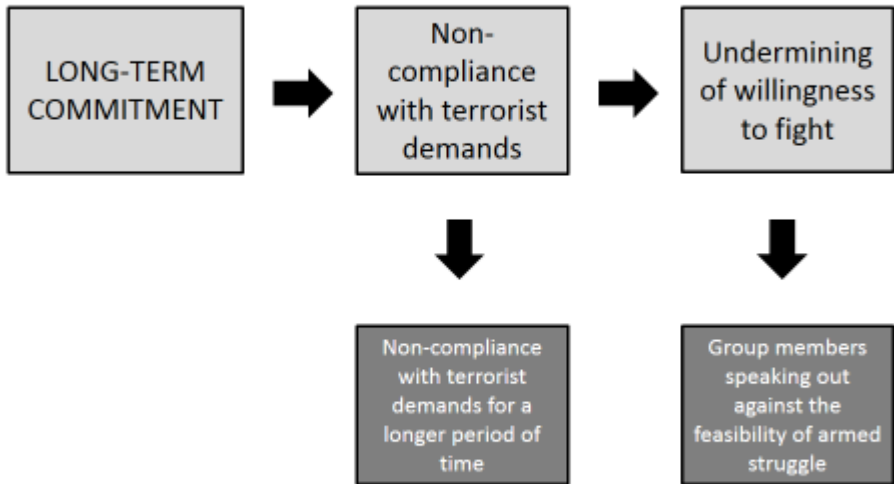 LONG-TERM
COMMITMENT
Non-
compliance
with terrorist
demands
Undermining
of willingness
to fight
Non-compliance
with terrorist
demands for a
longer period of
time
Group members
speaking out
against the
feasibility of armed
struggle